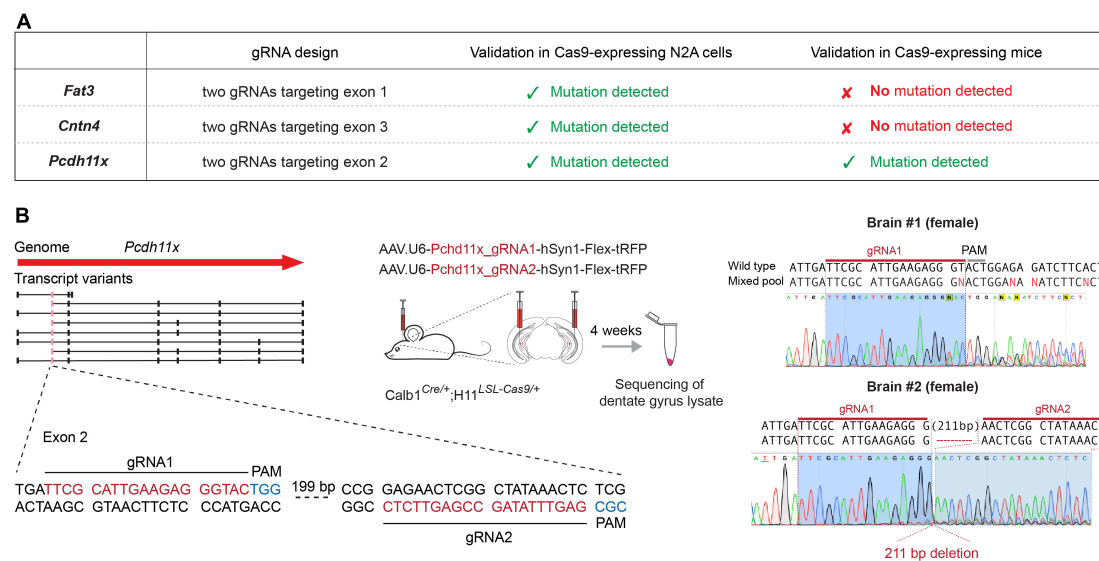 A
gRNA design Validation in Cas9-expressing N2A cells Validation in Cas9-expressing mice
Fat3 two gRNAs targeting exon 1 ✓ Mutation detected ✘ No mutation detected
Cntn4 two gRNAs targeting exon 3 ✓ Mutation detected ✘ No mutation detected
Pcdh11x two gRNAs targeting exon 2 ✓ Mutation detected ✓ Mutation detected
B
Genome Pcdh11x
Transcript variants
AAV.U6-Pchd11x_gRNA1-hSyn1-Flex-tRFP
AAV.U6-Pchd11x_gRNA2-hSyn1-Flex-tRFP
4 weeks
Calb1Cre/+;H11LSL-Cas9/+
Sequencing of
dentate gyrus lysate
Exon 2
gRNA1
PAM
TGATTCG CATTGAAGAG GGTACTGG 199 bp CCG GAGAACTCGG CTATAAACTC TCG
ACTAAGC GTAACTTCTC CCATGACC GGC CTCTTGAGCC GATATTTGAG CGC
gRNA2
PAM
Brain #1 (female)
gRNA1 PAM
Wild type ATTGATTCGC ATTGAAGAGG GTACTGGAGA GATCTTCACT
Mixed pool ATTGATTCGC ATTGAAGAGG GNACTGGANA NATCTTCNCT
ATTGATTCGCATTGAAGAGGGNACTGGANANATCTTCNCT.
Brain #2 (female)
gRNA1 gRNA2
ATTGATTCGC ATTGAAGAGG G(211bp)AACTCGG CTATAAAC
ATTGATTCGC ATTGAAGAGG G --------- AACTCGG CTATAAAC
ATTGATTCGCATTGAAGAGGGAACTCGGCTATAAACTCTC
211 bp deletion